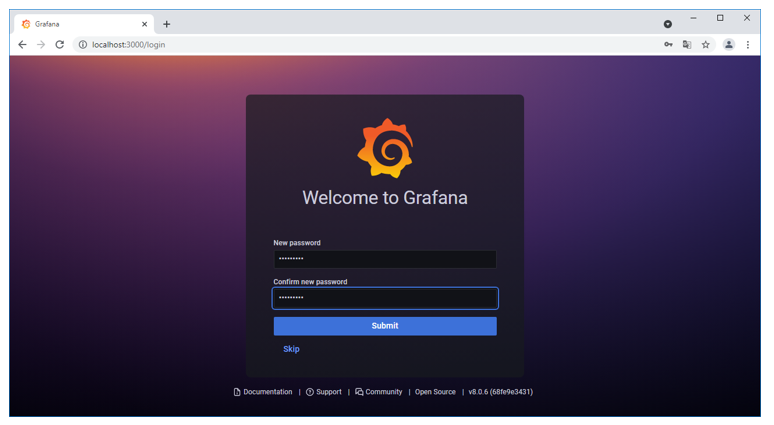 Grafana
localhost:3000/login
Welcome to Grafana
New password
•••••••••
Confirm new password
•••••••••
Submit
Skip
Documentation | Support | Community | Open Source | v8.0.6 (68fe9e3431)